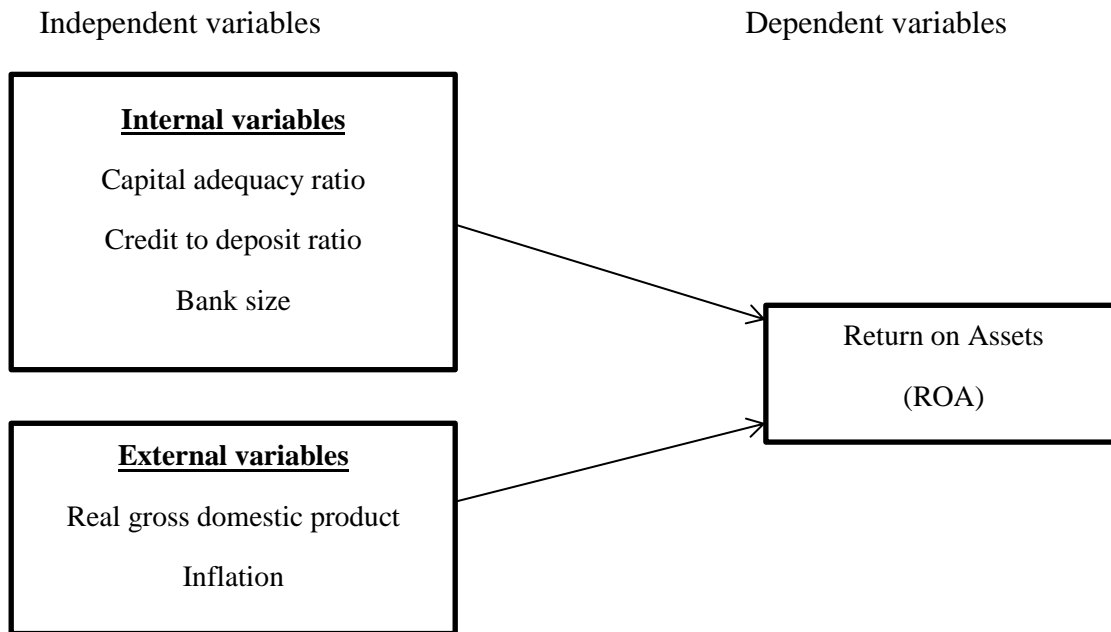 Independent variables
Dependent variables
Internal variables
Capital adequacy ratio
Credit to deposit ratio
Bank size
Return on Assets
(ROA)
External variables
Real gross domestic product
Inflation